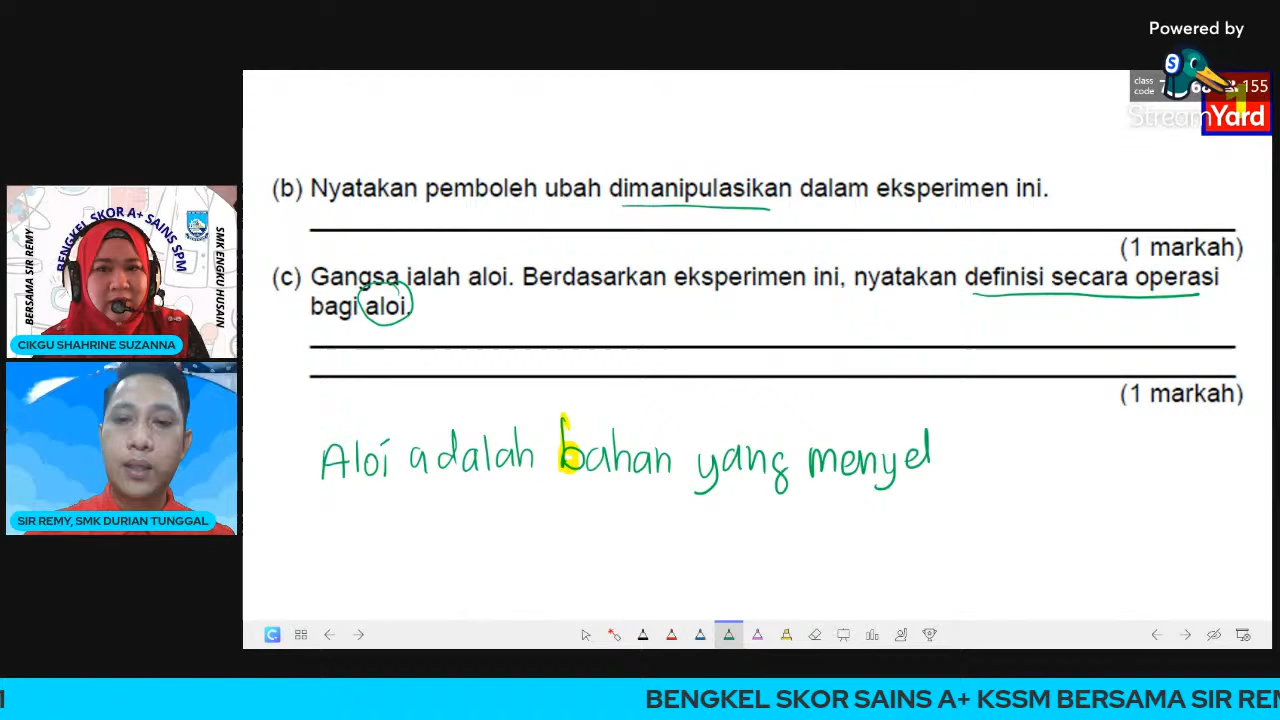 Powered by
class
code
155
StreamYard
(b) Nyatakan pemboleh ubah dimanipulasikan dalam eksperimen ini.
(1 markah)
(c) Gangsa ialah aloi. Berdasarkan eksperimen ini, nyatakan definisi secara operasi
bagi aloi.
(1 markah)
Aloi adalah bahan yang menyel
BENGKEL SKOR A+ SAINS SPM
BERSAMA SIR REMY
SMK ENGKU HUSAIN
CIKGU SHAHRINE SUZANNA
SIR REMY, SMK DURIAN TUNGGAL
BENGKEL SKOR SAINS A+ KSSM BERSAMA SIR REM